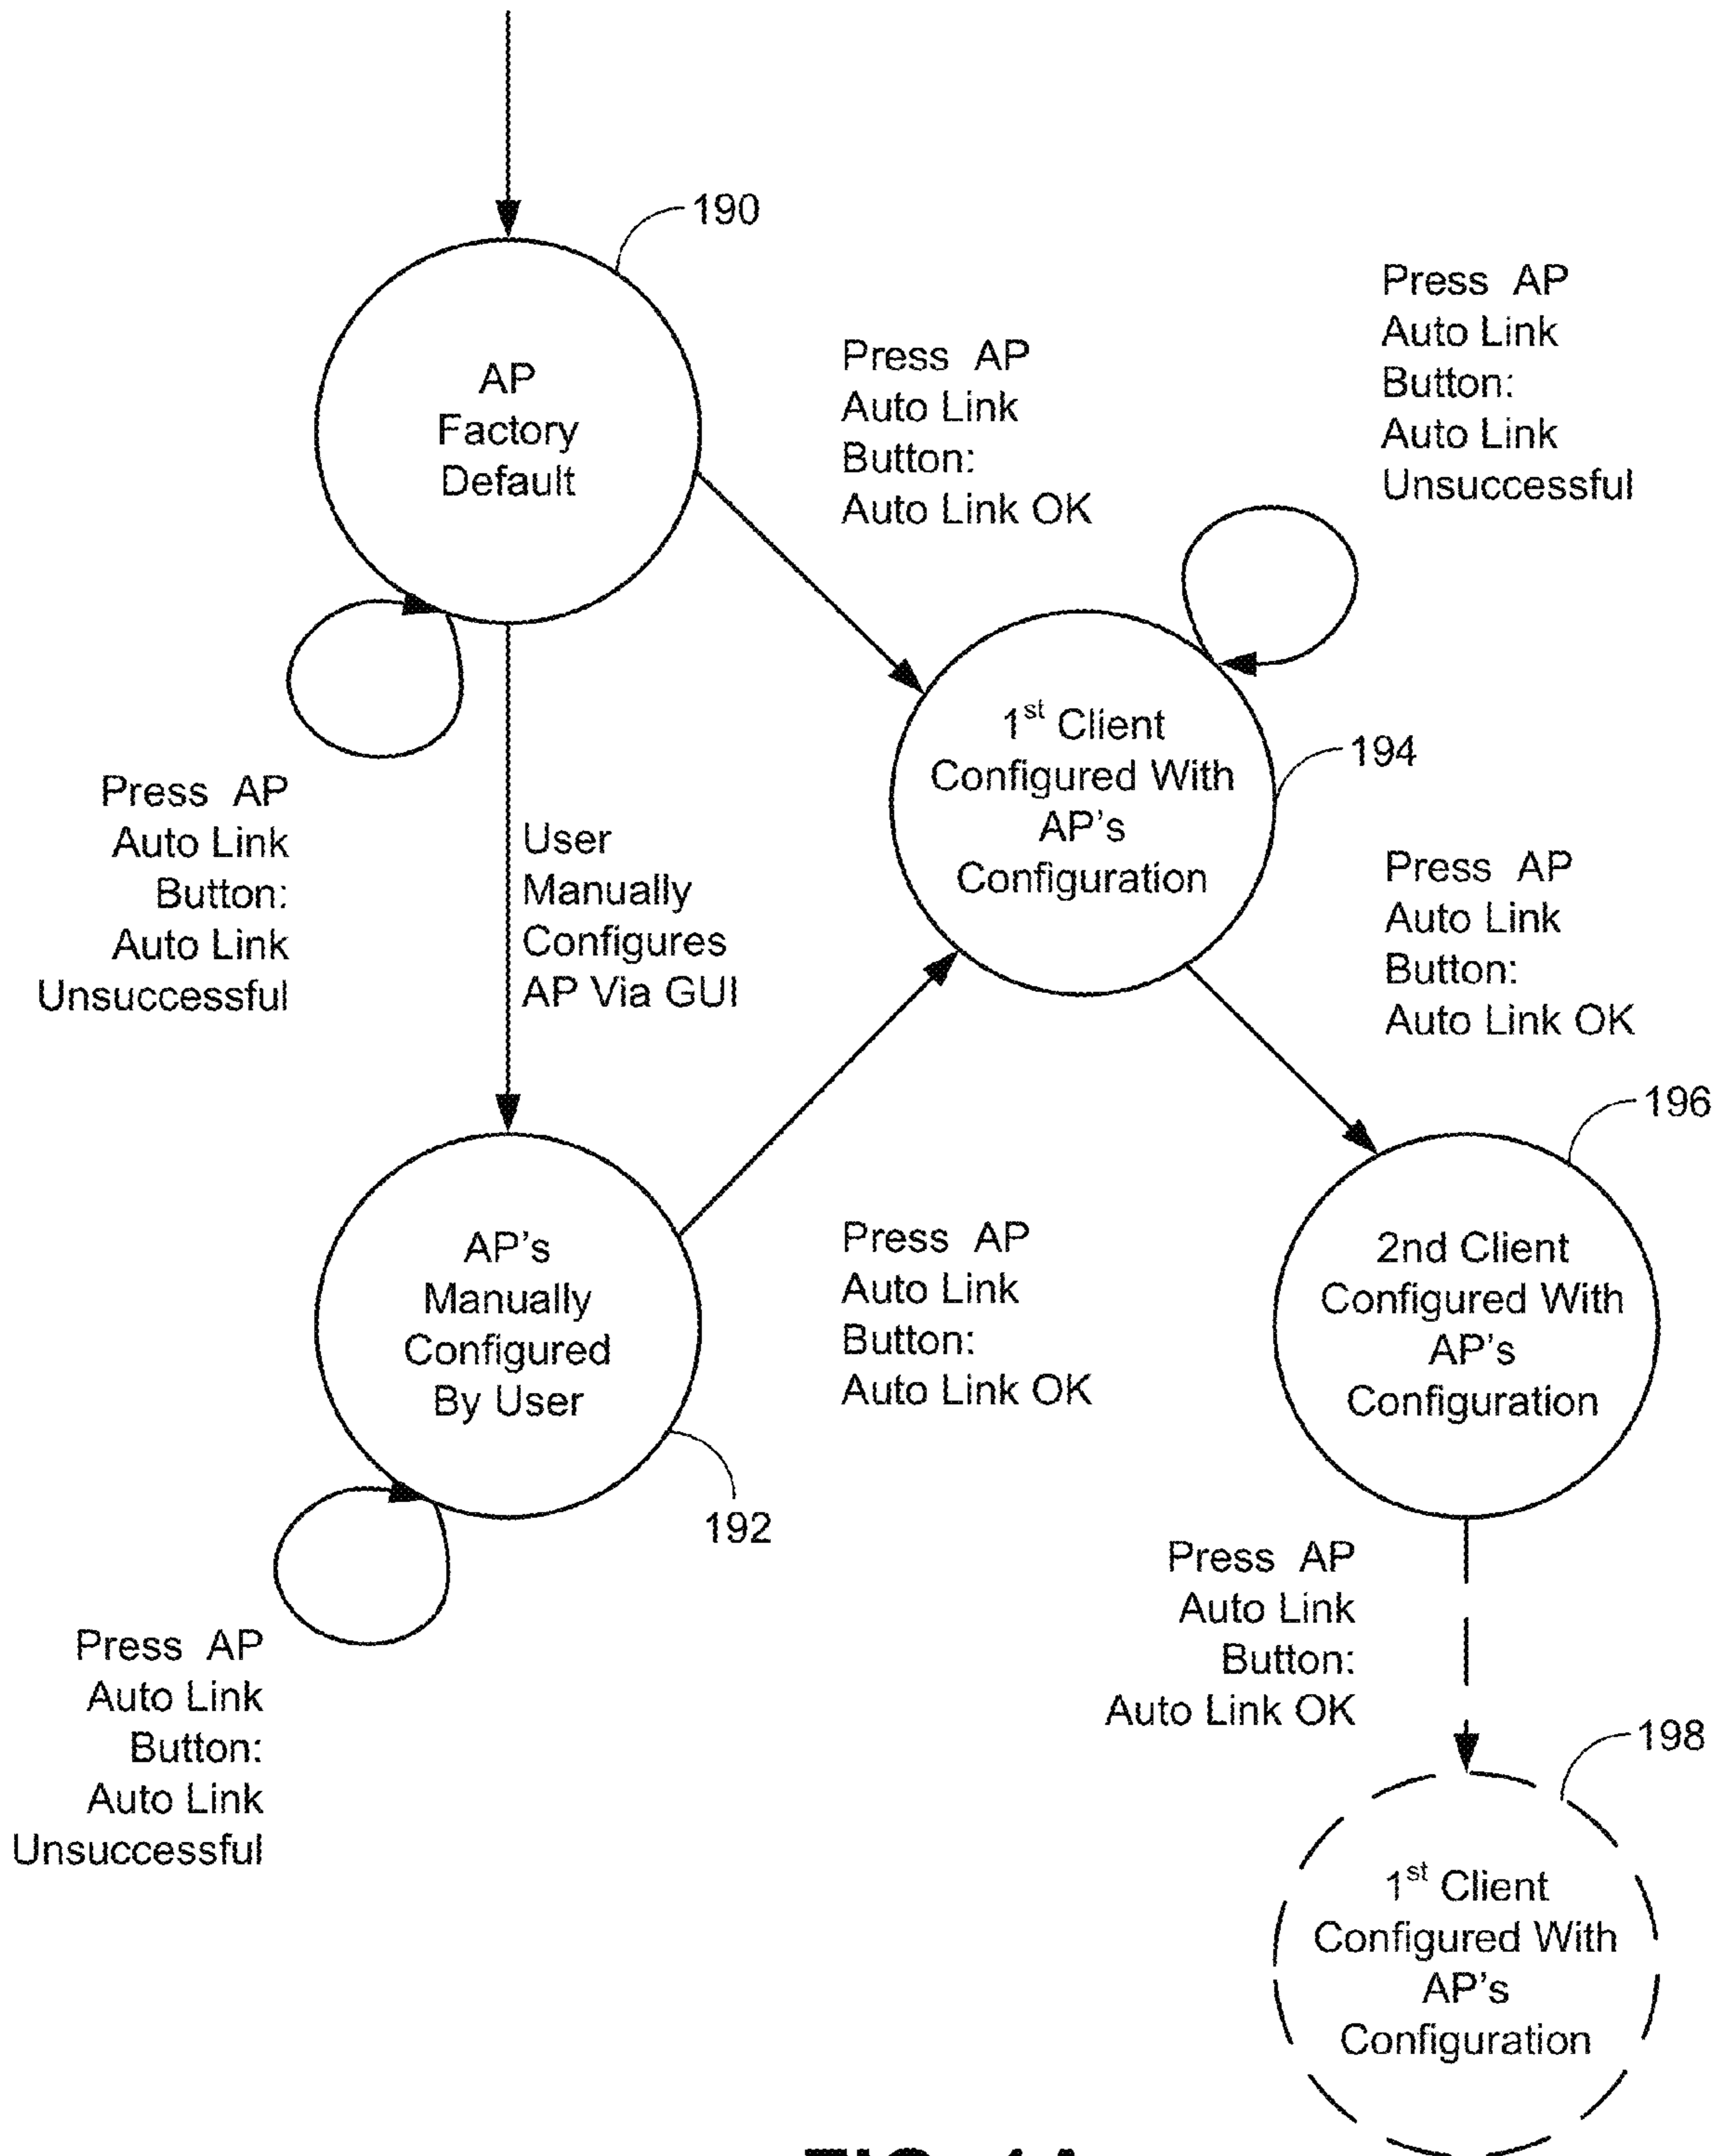 190
AP
Factory
Default
Press AP
Auto Link
Button:
Auto Link OK
Press AP
Auto Link
Button:
Auto Link
Unsuccessful
1st Client
Configured With
AP's
Configuration
194
Press AP
Auto Link
Button:
Auto Link
Unsuccessful
User
Manually
Configures
AP Via GUI
Press AP
Auto Link
Button:
Auto Link OK
196
AP's
Manually
Configured
By User
192
Press AP
Auto Link
Button:
Auto Link OK
2nd Client
Configured With
AP's
Configuration
Press AP
Auto Link
Button:
Auto Link
Unsuccessful
Press AP
Auto Link
Button:
Auto Link OK
198
1st Client
Configured With
AP's
Configuration